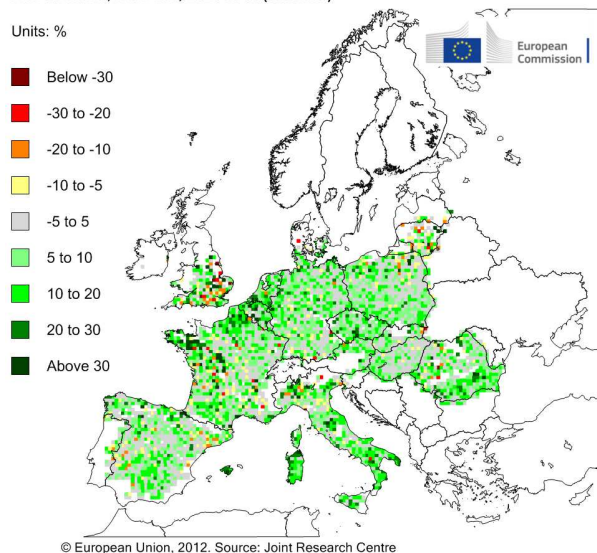 Units: %
European
Commission
Below -30
-30 to -20
-20 to -10
-10 to -5
-5 to 5
5 to 10
10 to 20
20 to 30
Above 30
© European Union, 2012. Source: Joint Research Centre